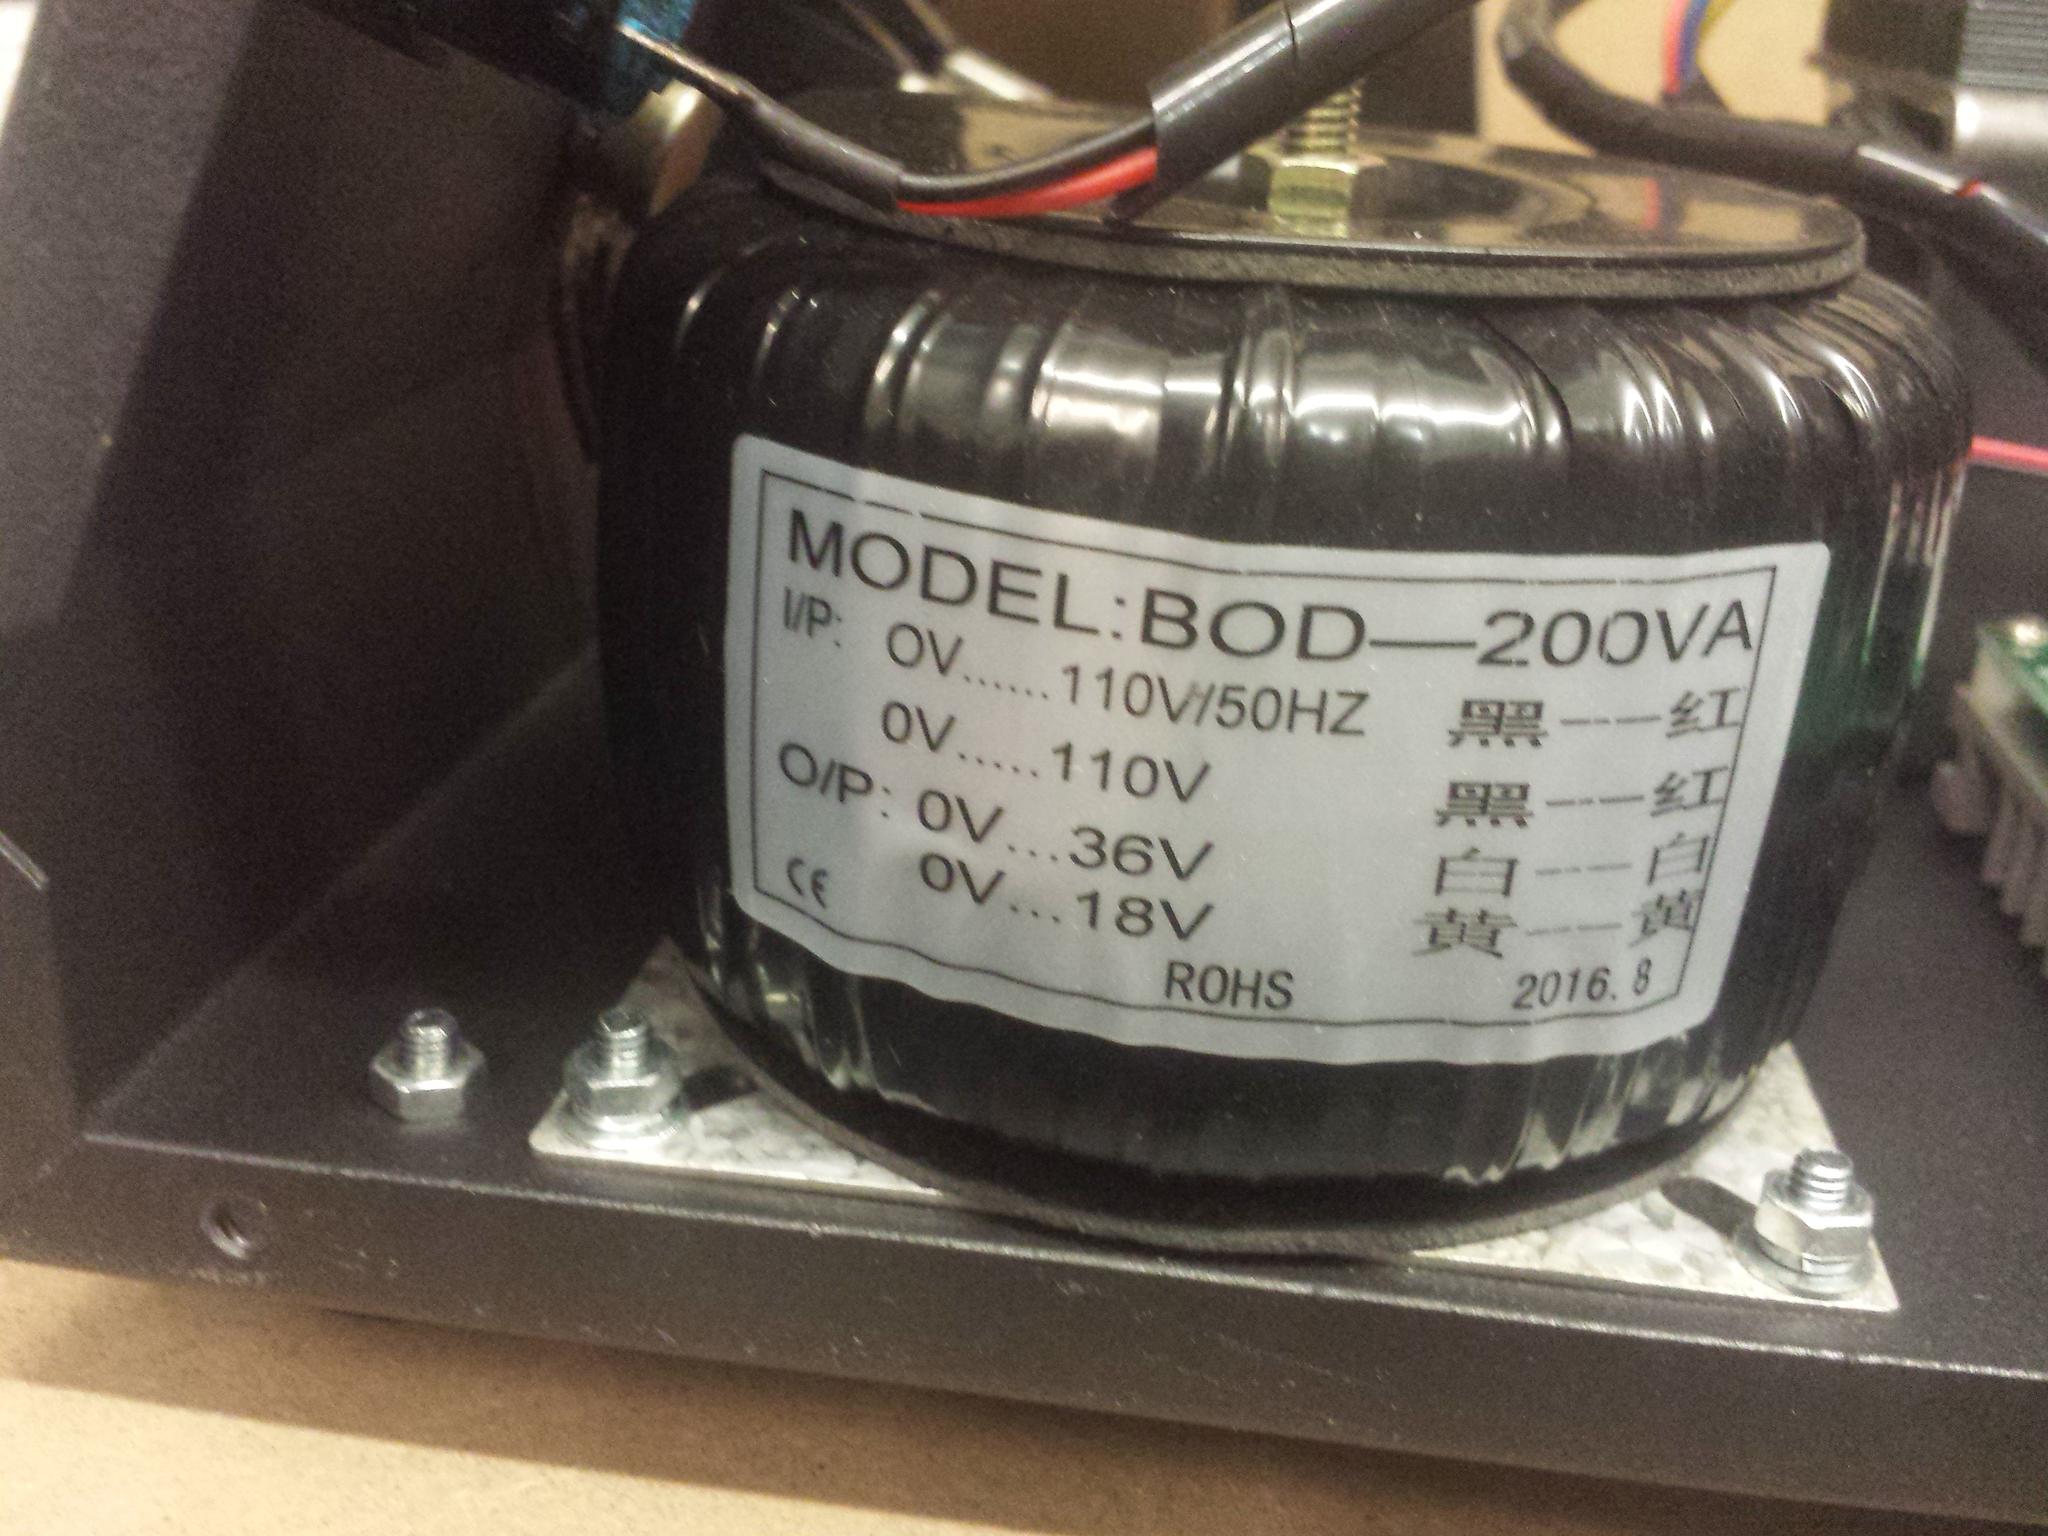 MODEL:BOD—200VA
I/P: 0V......110V/50HZ 黑----红
0V.....110V 黑----红
O/P: 0V...36V 白----白
0V...18V 黄----黄
CE ROHS 2016.8